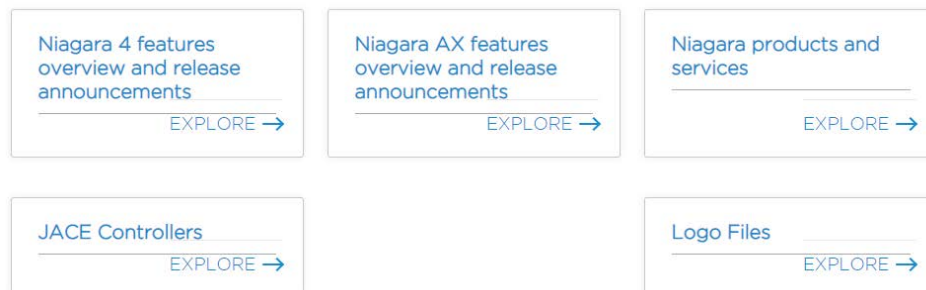 Niagara 4 features
overview and release
announcements
EXPLORE →
Niagara AX features
overview and release
announcements
EXPLORE →
Niagara products and
services
EXPLORE →
JACE Controllers
EXPLORE →
Logo Files
EXPLORE →